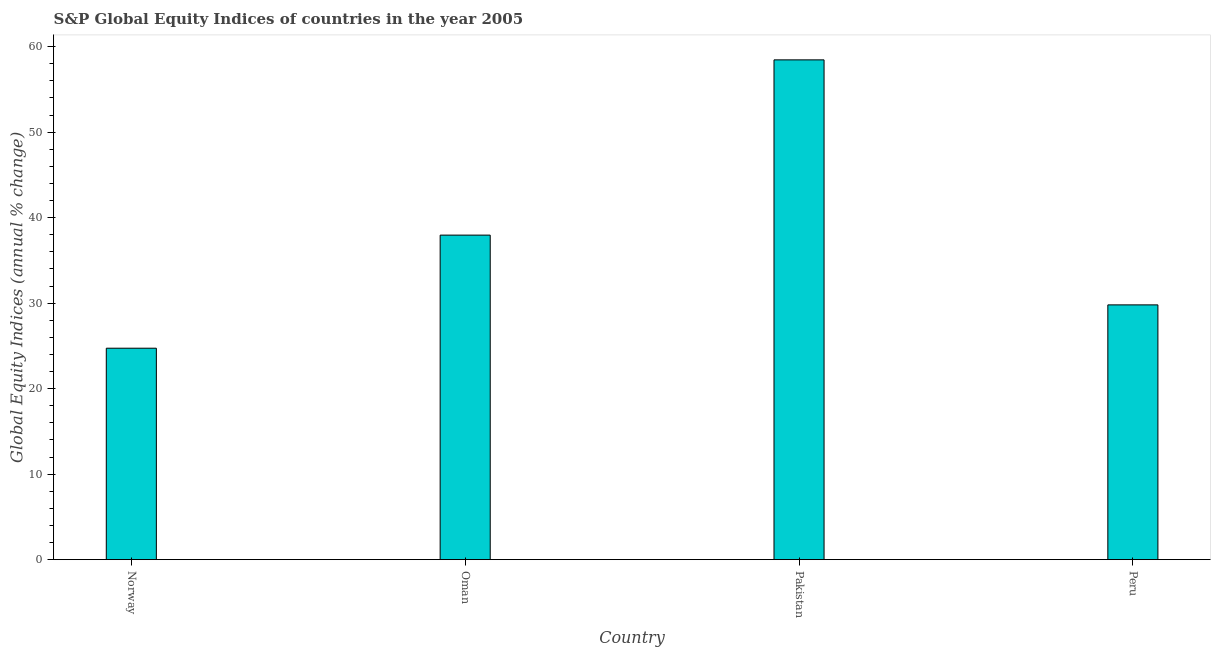 S&P Global Equity Indices of countries in the year 2005
Global Equity Indices (annual % change)
60
50
40
30
20
10
0
Norway
Oman
Pakistan
Peru
Country